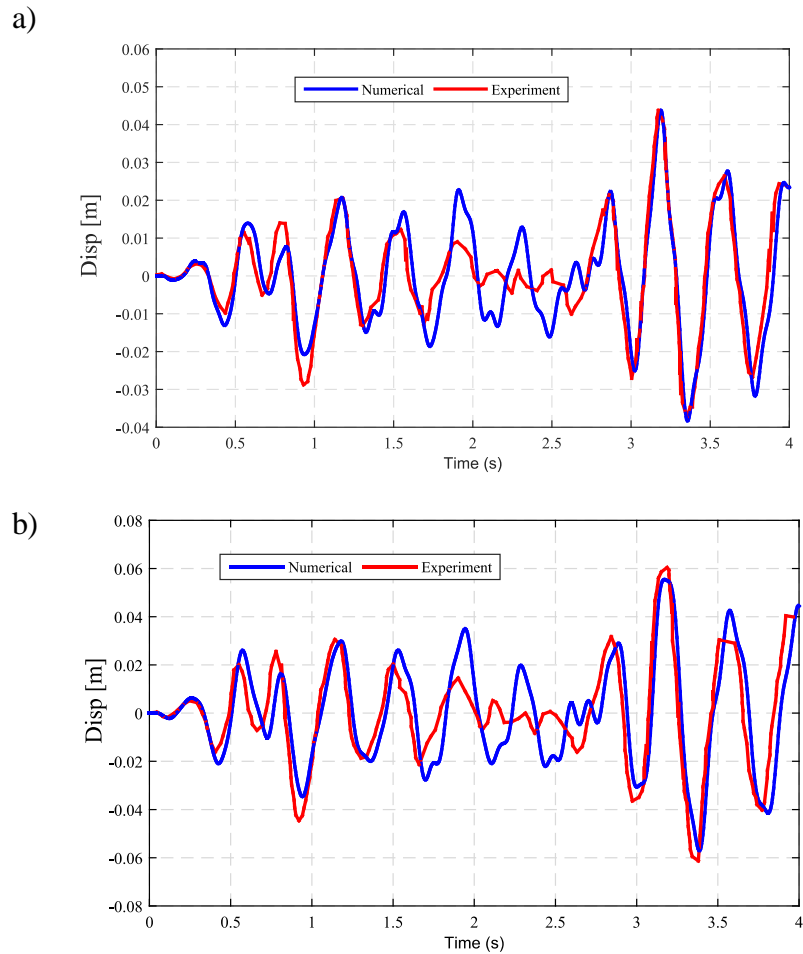 a)
0.06
0.05
0.04
0.03
0.02
0.01
0
-0.01
-0.02
-0.03
-0.04
Disp [m]
Numerical Experiment
0 0.5 1 1.5 2 2.5 3 3.5 4
Time (s)
b)
0.08
0.06
0.04
0.02
0
-0.02
-0.04
-0.06
-0.08
Disp [m]
Numerical Experiment
0 0.5 1 1.5 2 2.5 3 3.5 4
Time (s)